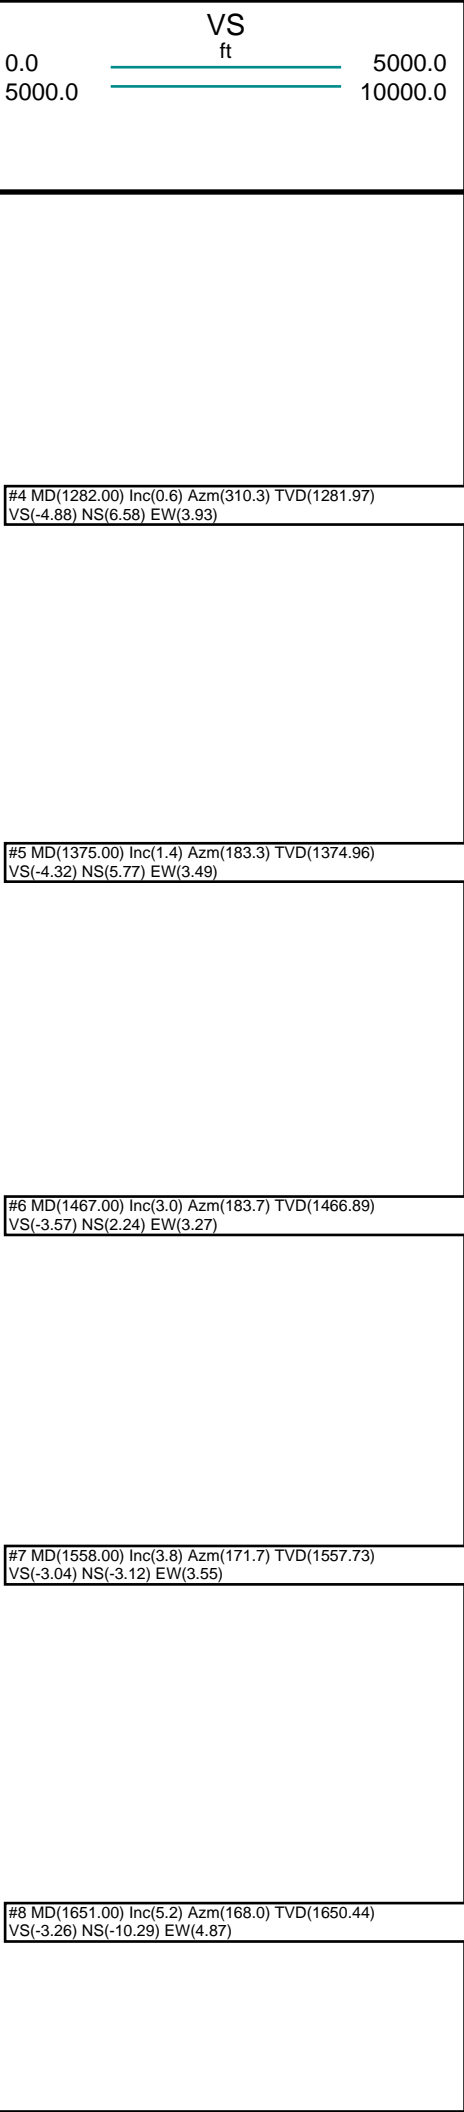 VS
ft
0.0 5000.0
5000.0 10000.0
#4 MD(1282.00) Inc(0.6) Azm(310.3) TVD(1281.97)
VS(-4.88) NS(6.58) EW(3.93)
#5 MD(1375.00) Inc(1.4) Azm(183.3) TVD(1374.96)
VS(-4.32) NS(5.77) EW(3.49)
#6 MD(1467.00) Inc(3.0) Azm(183.7) TVD(1466.89)
VS(-3.57) NS(2.24) EW(3.27)
#7 MD(1558.00) Inc(3.8) Azm(171.7) TVD(1557.73)
VS(-3.04) NS(-3.12) EW(3.55)
#8 MD(1651.00) Inc(5.2) Azm(168.0) TVD(1650.44)
VS(-3.26) NS(-10.29) EW(4.87)